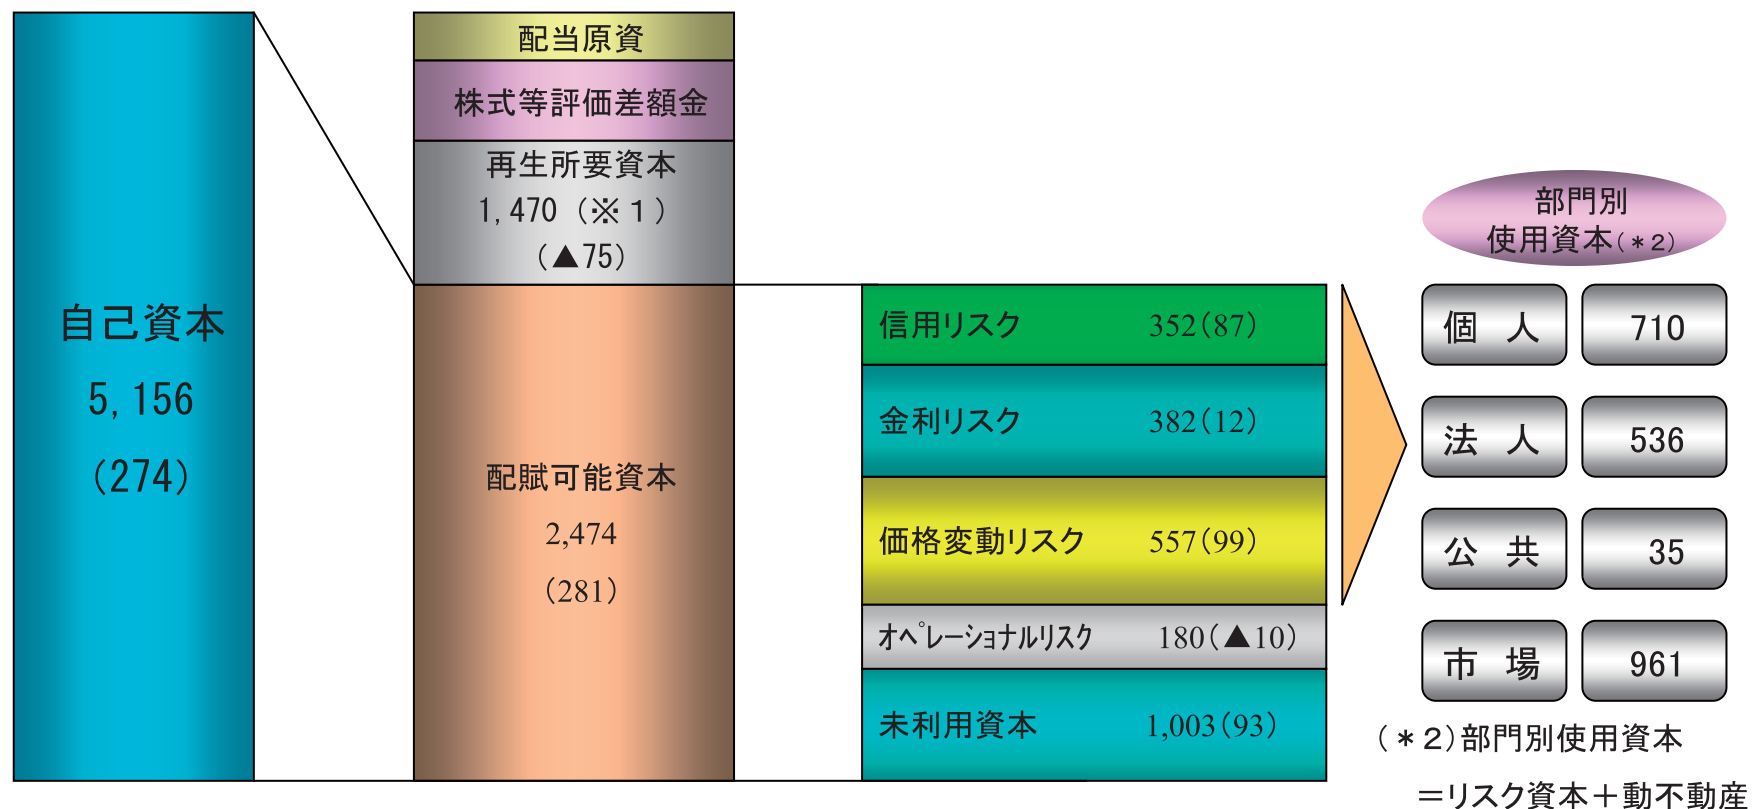 自己資本
5,156
(274)
配当原資
株式等評価差額金
再生所要資本
1,470(※1)
(▲75)
配賦可能資本
2,474
(281)
信用リスク 352(87)
金利リスク 382(12)
価格変動リスク 557(99)
オペレーショナルリスク 180(▲10)
未利用資本 1,003(93)
部門別
使用資本(*2)
個 人 710
法 人 536
公 共 35
市 場 961
(*2)部門別使用資本
=リスク資本+動不動産